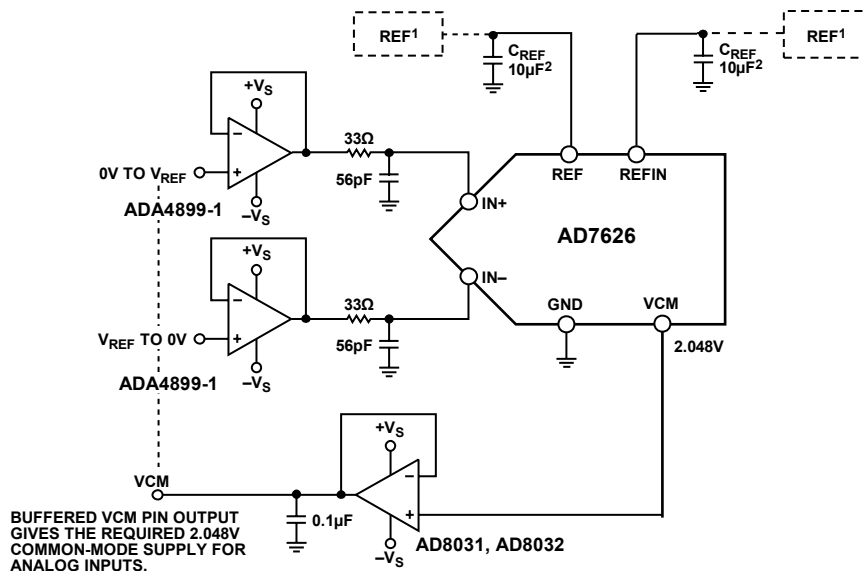 REF¹
C_REF
10µF²
REF¹
C_REF
10µF²
+V_S
−
33Ω
0V TO V_REF
+
56pF
REF
REFIN
ADA4899-1
−V_S
IN+
AD7626
+V_S
IN−
−
33Ω
GND
VCM
V_REF TO 0V
+
56pF
2.048V
ADA4899-1
−V_S
+V_S
VCM
−
+
0.1µF
BUFFERED VCM PIN OUTPUT
GIVES THE REQUIRED 2.048V
COMMON-MODE SUPPLY FOR
ANALOG INPUTS.
−V_S
AD8031, AD8032